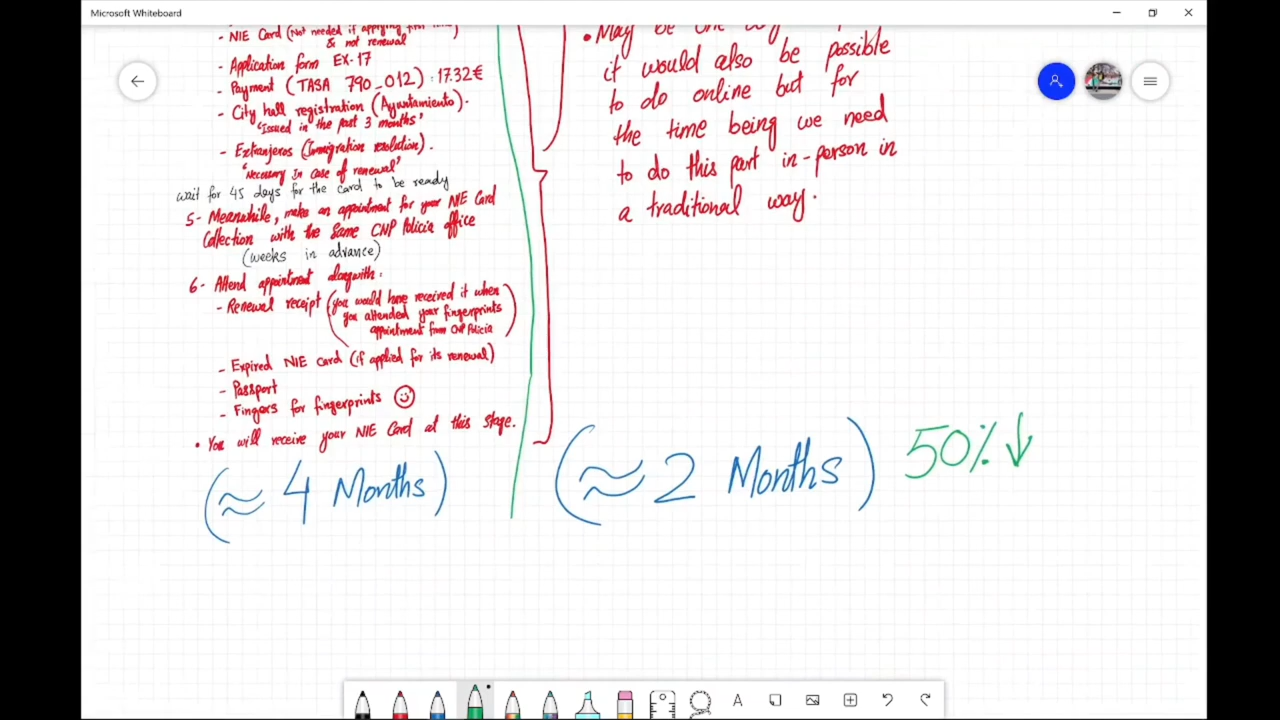 Microsoft Whiteboard
- NIE Card (Not needed if applying first
& not renewal
- Application form EX-17
- Payment (TASA 790_012) : 17.32€
- City hall registration (Ayuntamiento).
"Issued in the past 3 months"
- Extranjeros (Immigration resolution).
"Necessary In case of renewal"
wait for 45 days for the card to be ready
5- Meanwhile, make an appointment for your NIE Card
Collection with the same CNP Policia office
(weeks in advance)
6- Attend appointment alongwith:
- Renewal receipt (you would have received it when
you attended your fingerprints
appointment from CNP Policia)
- Expired NIE Card (if applied for its renewal)
- Passport
- Fingers for fingerprints
• You will receive your NIE Card at this stage.
(≈ 4 Months)
• May be one
it would also be possible
to do online but for
the time being we need
to do this part in-person in
a traditional way.
(≈ 2 Months) 50%↓
A